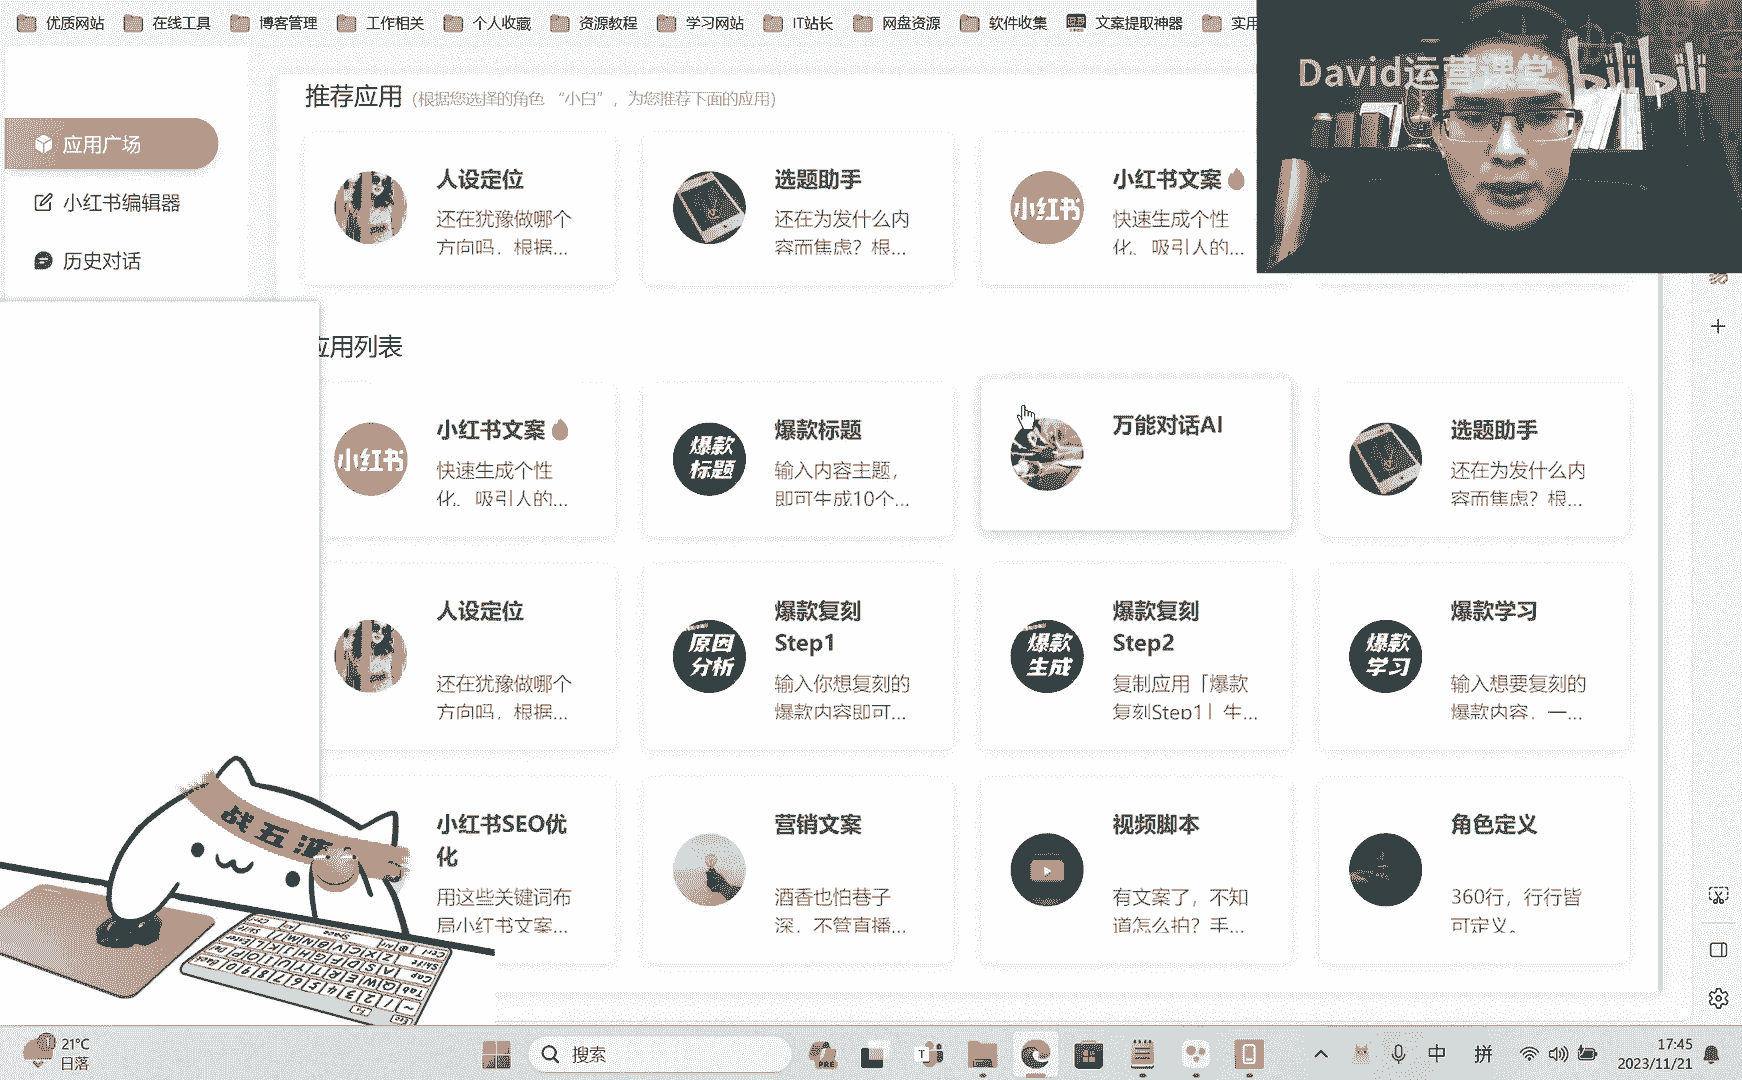 优质网站 在线工具 博客管理 工作相关 个人收藏 资源教程 学习网站 IT站长 网盘资源 软件收集 文案提取神器 实用
David运营课堂 bilibili
推荐应用 (根据您选择的角色 “小白”，为您推荐下面的应用)
应用广场
小红书编辑器
历史对话
人设定位
还在犹豫做哪个
方向吗，根据...
选题助手
还在为发什么内
容而焦虑？根...
小红书
小红书文案
快速生成个性
化、吸引人的...
应用列表
小红书
小红书文案
快速生成个性
化、吸引人的...
爆款
标题
爆款标题
输入内容主题，
即可生成10个...
万能对话AI
选题助手
还在为发什么内
容而焦虑？根...
人设定位
还在犹豫做哪个
方向吗，根据...
原因
分析
爆款复刻
Step1
输入你想复刻的
爆款内容即可...
爆款
生成
爆款复刻
Step2
复制应用「爆款
复刻Step1」生...
爆款
学习
爆款学习
输入想要复刻的
爆款内容，一...
小红书SEO优
化
用这些关键词布
局小红书文案...
营销文案
酒香也怕巷子
深，不管直播...
视频脚本
有文案了，不知
道怎么拍？手...
角色定义
360行，行行皆
可定义。
战五渣
21°C
日落
搜索
PRE
中
拼
17:45
2023/11/21